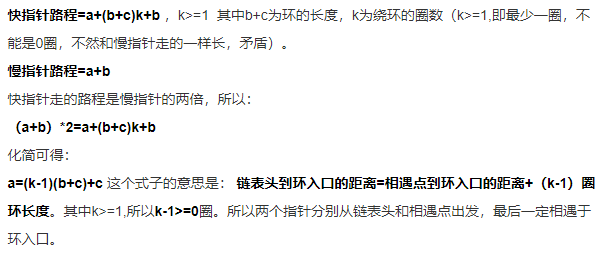 快指针路程=a+(b+c)k+b ，k>=1 其中b+c为环的长度，k为绕环的圈数（k>=1,即最少一圈，不
能是0圈，不然和慢指针走的一样长，矛盾）。
慢指针路程=a+b
快指针走的路程是慢指针的两倍，所以：
（a+b）*2=a+(b+c)k+b
化简可得：
a=(k-1)(b+c)+c 这个式子的意思是： 链表头到环入口的距离=相遇点到环入口的距离+（k-1）圈
环长度。其中k>=1,所以k-1>=0圈。所以两个指针分别从链表头和相遇点出发，最后一定相遇于
环入口。